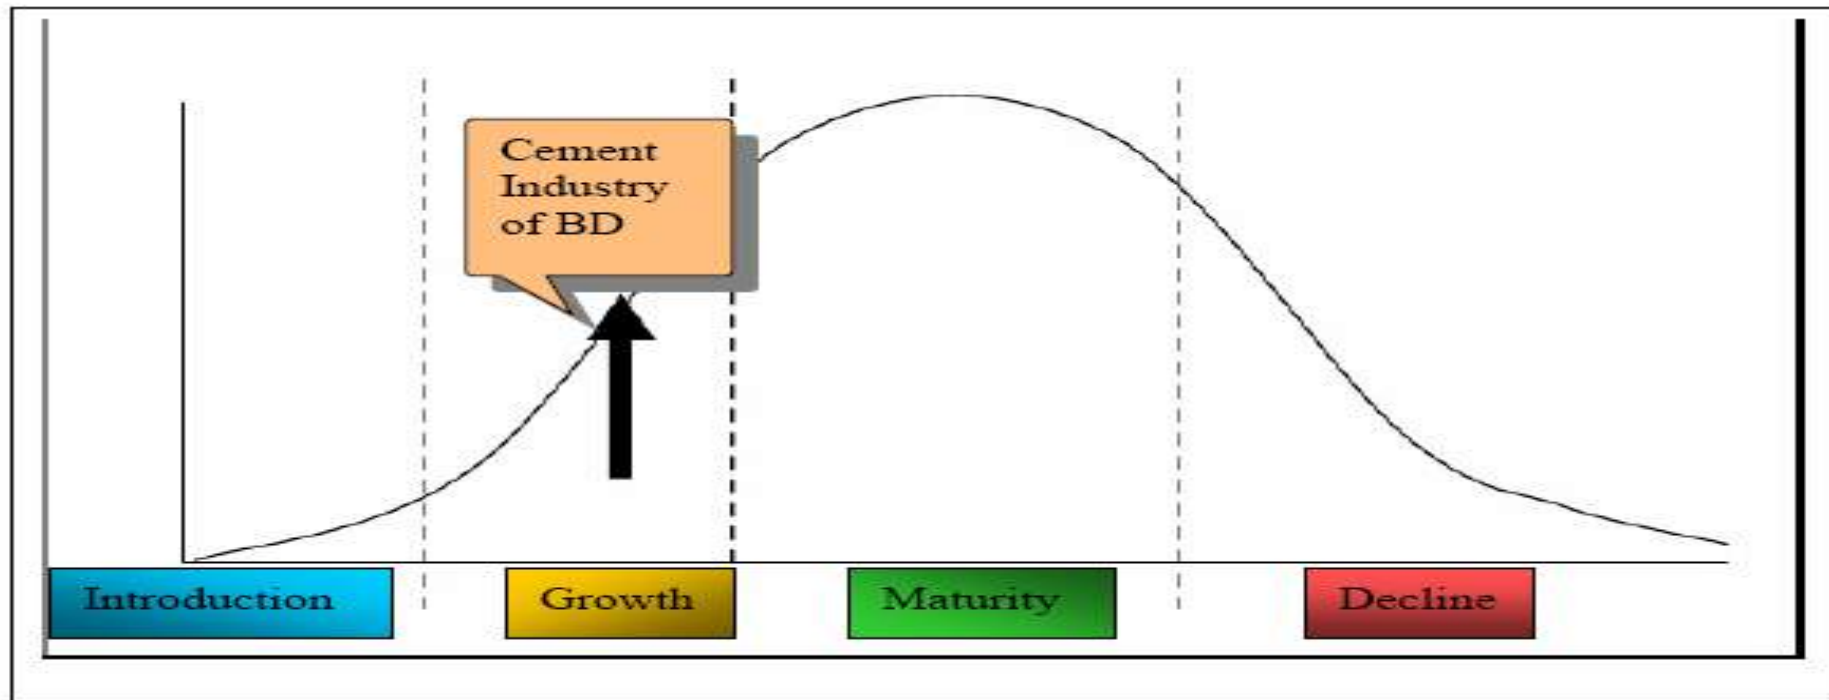 Cement
Industry
of BD
Introduction
Growth
Maturity
Decline